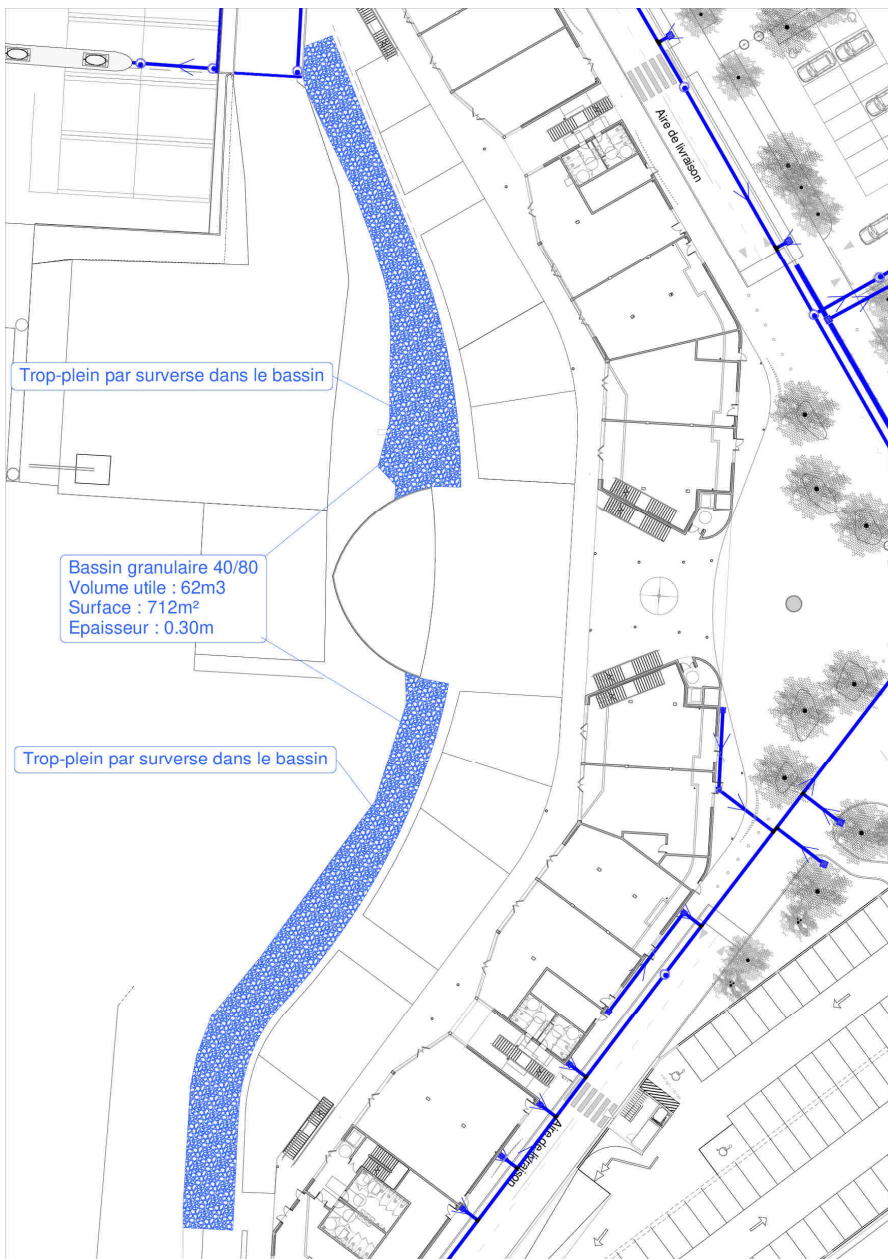 Aire de livraison
Trop-plein par surverse dans le bassin
Bassin granulaire 40/80
Volume utile : 62m3
Surface : 712m²
Epaisseur : 0.30m
Trop-plein par surverse dans le bassin
Aire de livraison